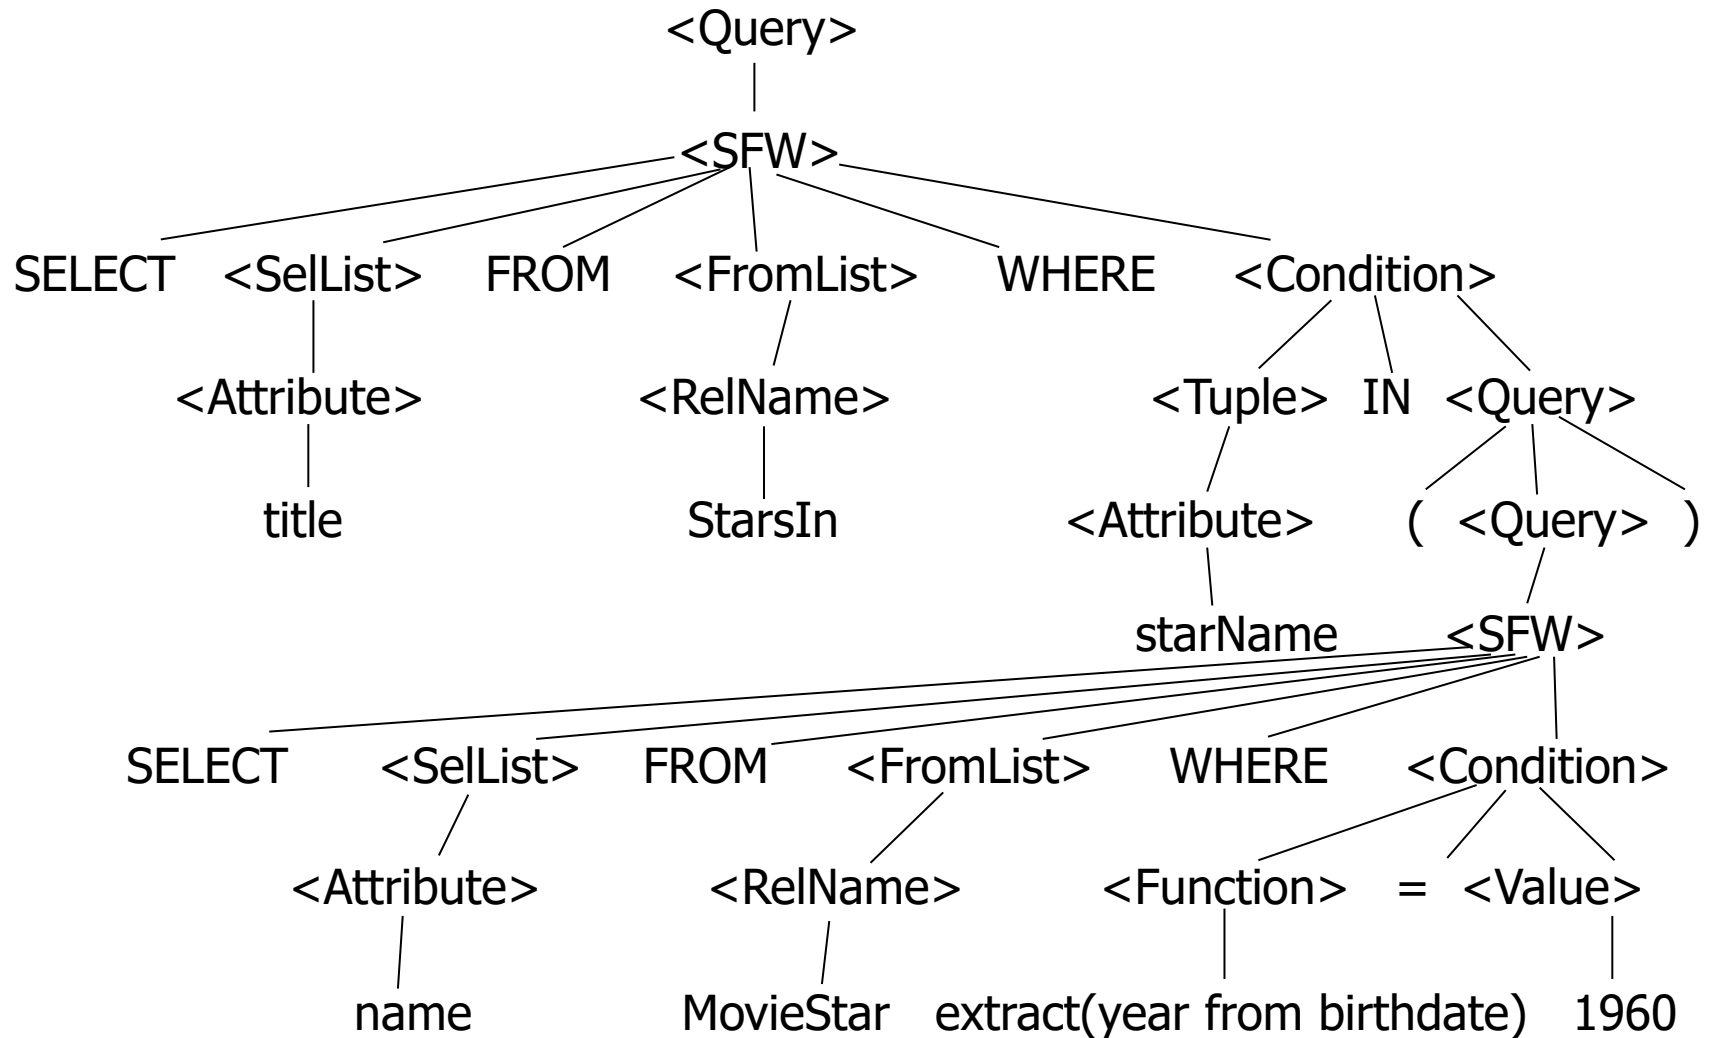 <Query>
<SFW>
SELECT <SelList> FROM <FromList> WHERE <Condition>
<Attribute> <RelName> <Tuple> IN <Query>
title StarsIn <Attribute> ( <Query> )
starName <SFW>
SELECT <SelList> FROM <FromList> WHERE <Condition>
<Attribute> <RelName> <Function> = <Value>
name MovieStar extract(year from birthdate) 1960